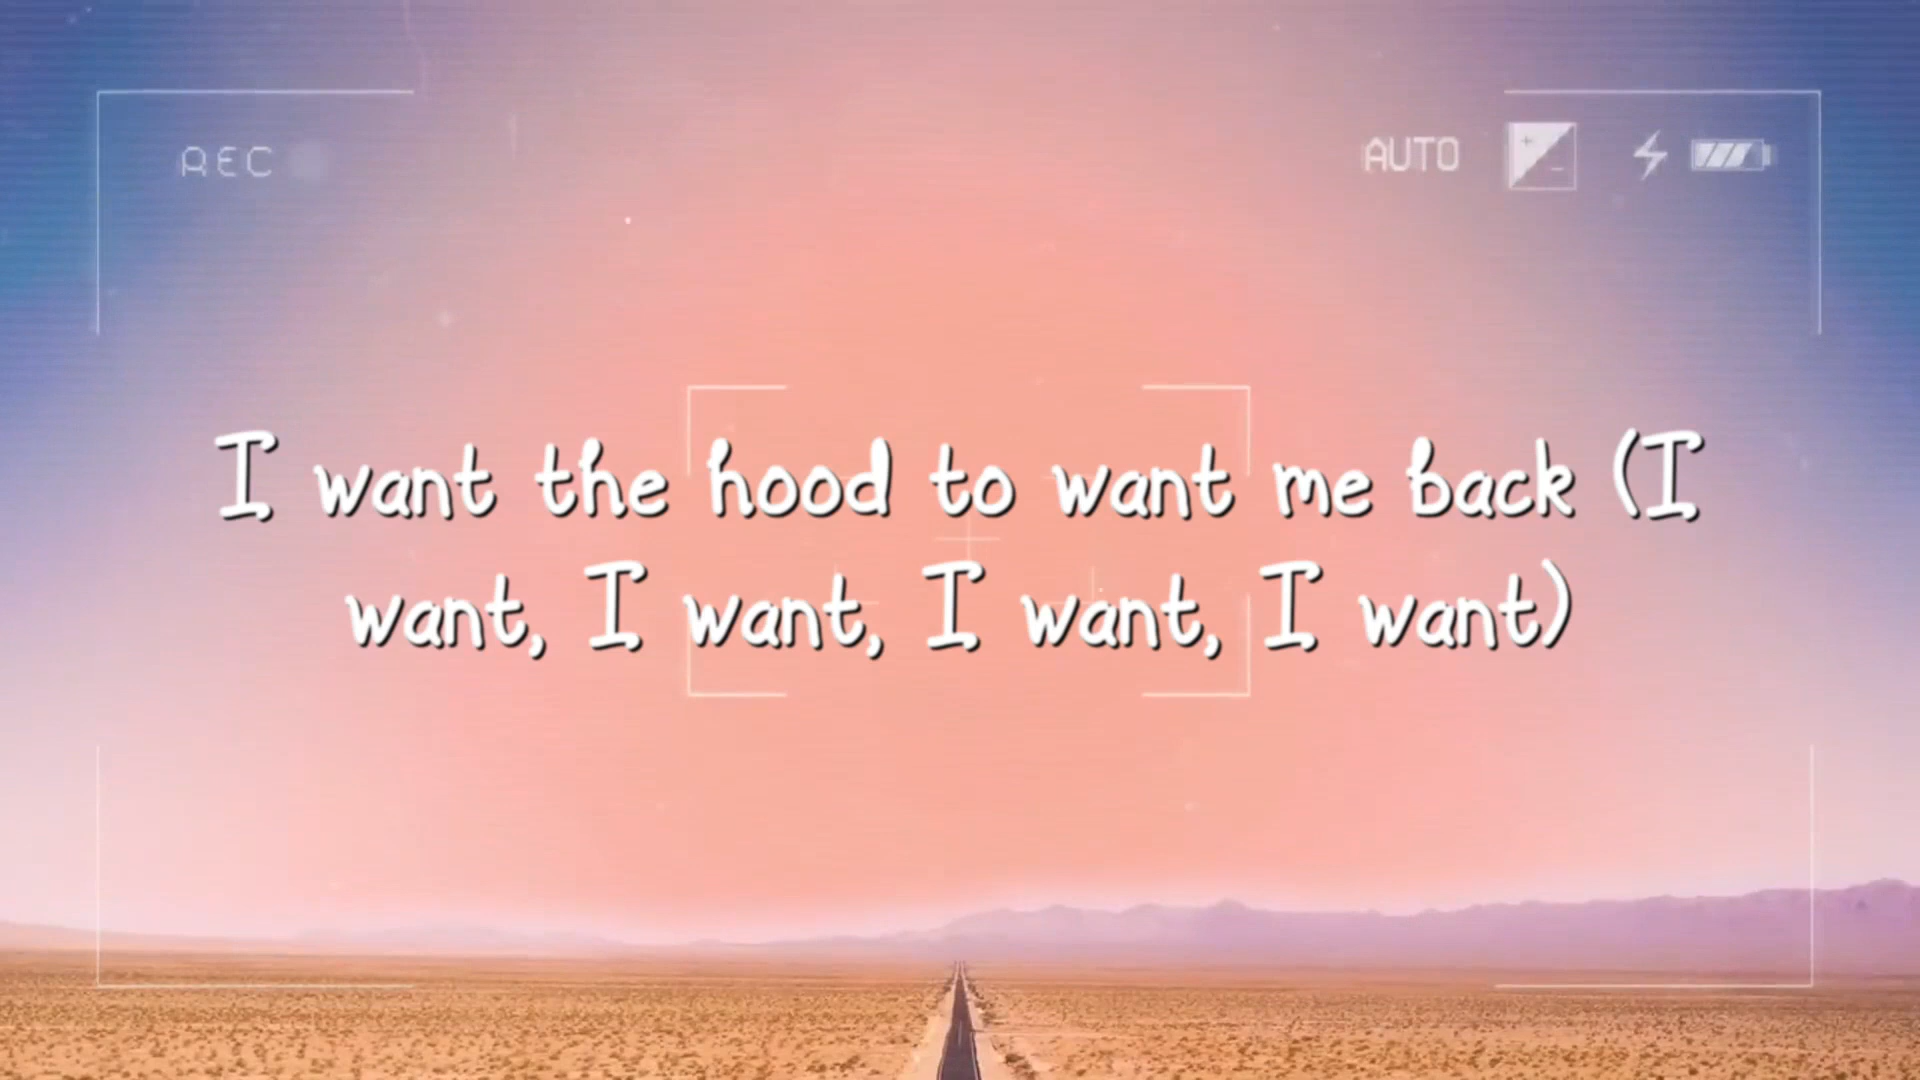 REC
AUTO
I want the hood to want me back (I
want, I want, I want, I want)